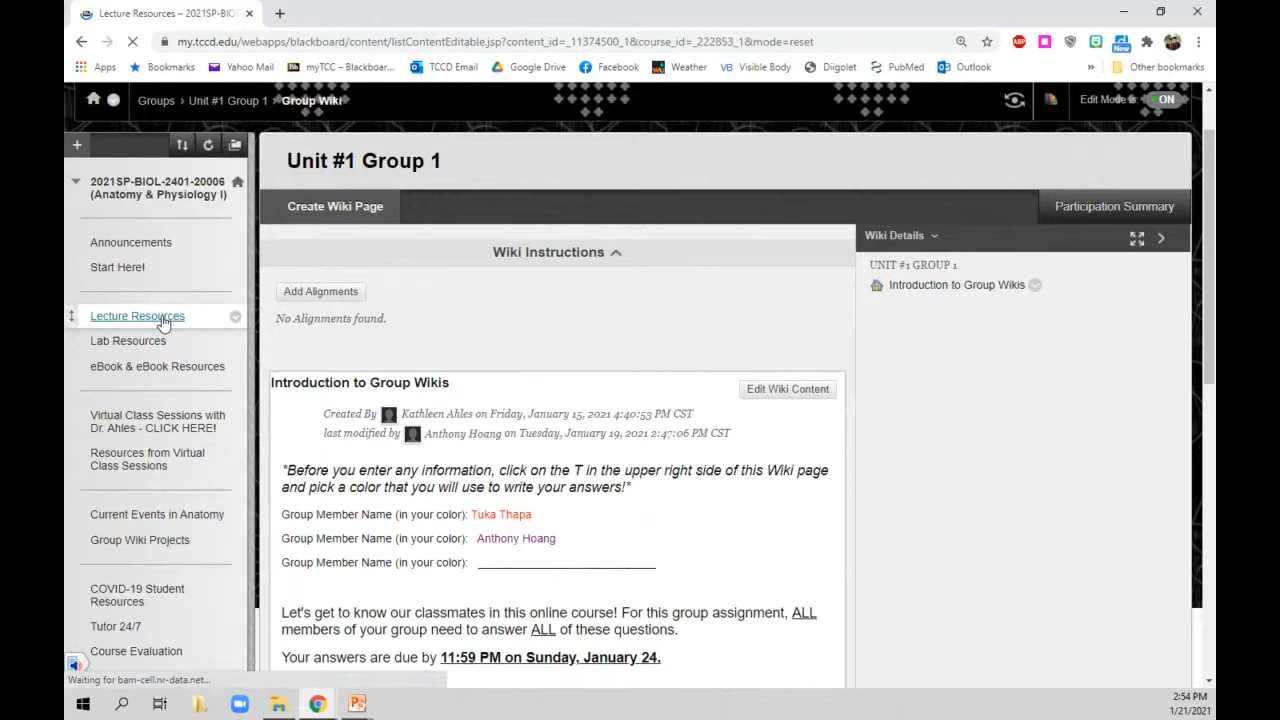 Lecture Resources – 2021SP-BIOL
my.tccd.edu/webapps/blackboard/content/listContentEditable.jsp?content_id=_11374500_1&course_id=_222853_1&mode=reset
ABP
New
Apps Bookmarks Yahoo Mail myTCC – Blackboar... TCCD Email Google Drive Facebook Weather VB Visible Body Diigolet PubMed Outlook » Other bookmarks
Groups > Unit #1 Group 1 > Group Wiki
Edit Mode is: ON
2021SP-BIOL-2401-20006
(Anatomy & Physiology I)
Announcements
Start Here!
Lecture Resources
Lab Resources
eBook & eBook Resources
Virtual Class Sessions with
Dr. Ahles - CLICK HERE!
Resources from Virtual
Class Sessions
Current Events in Anatomy
Group Wiki Projects
COVID-19 Student
Resources
Tutor 24/7
Course Evaluation
Waiting for bam-cell.nr-data.net...
Unit #1 Group 1
Create Wiki Page
Participation Summary
Wiki Instructions
Add Alignments
No Alignments found.
Introduction to Group Wikis
Edit Wiki Content
Created By Kathleen Ahles on Friday, January 15, 2021 4:40:53 PM CST
last modified by Anthony Hoang on Tuesday, January 19, 2021 2:47:06 PM CST
*Before you enter any information, click on the T in the upper right side of this Wiki page
and pick a color that you will use to write your answers!*
Group Member Name (in your color): Tuka Thapa
Group Member Name (in your color): Anthony Hoang
Group Member Name (in your color): ____________________________
Let's get to know our classmates in this online course! For this group assignment, ALL
members of your group need to answer ALL of these questions.
Your answers are due by 11:59 PM on Sunday, January 24.
Wiki Details
UNIT #1 GROUP 1
Introduction to Group Wikis
2:54 PM
1/21/2021